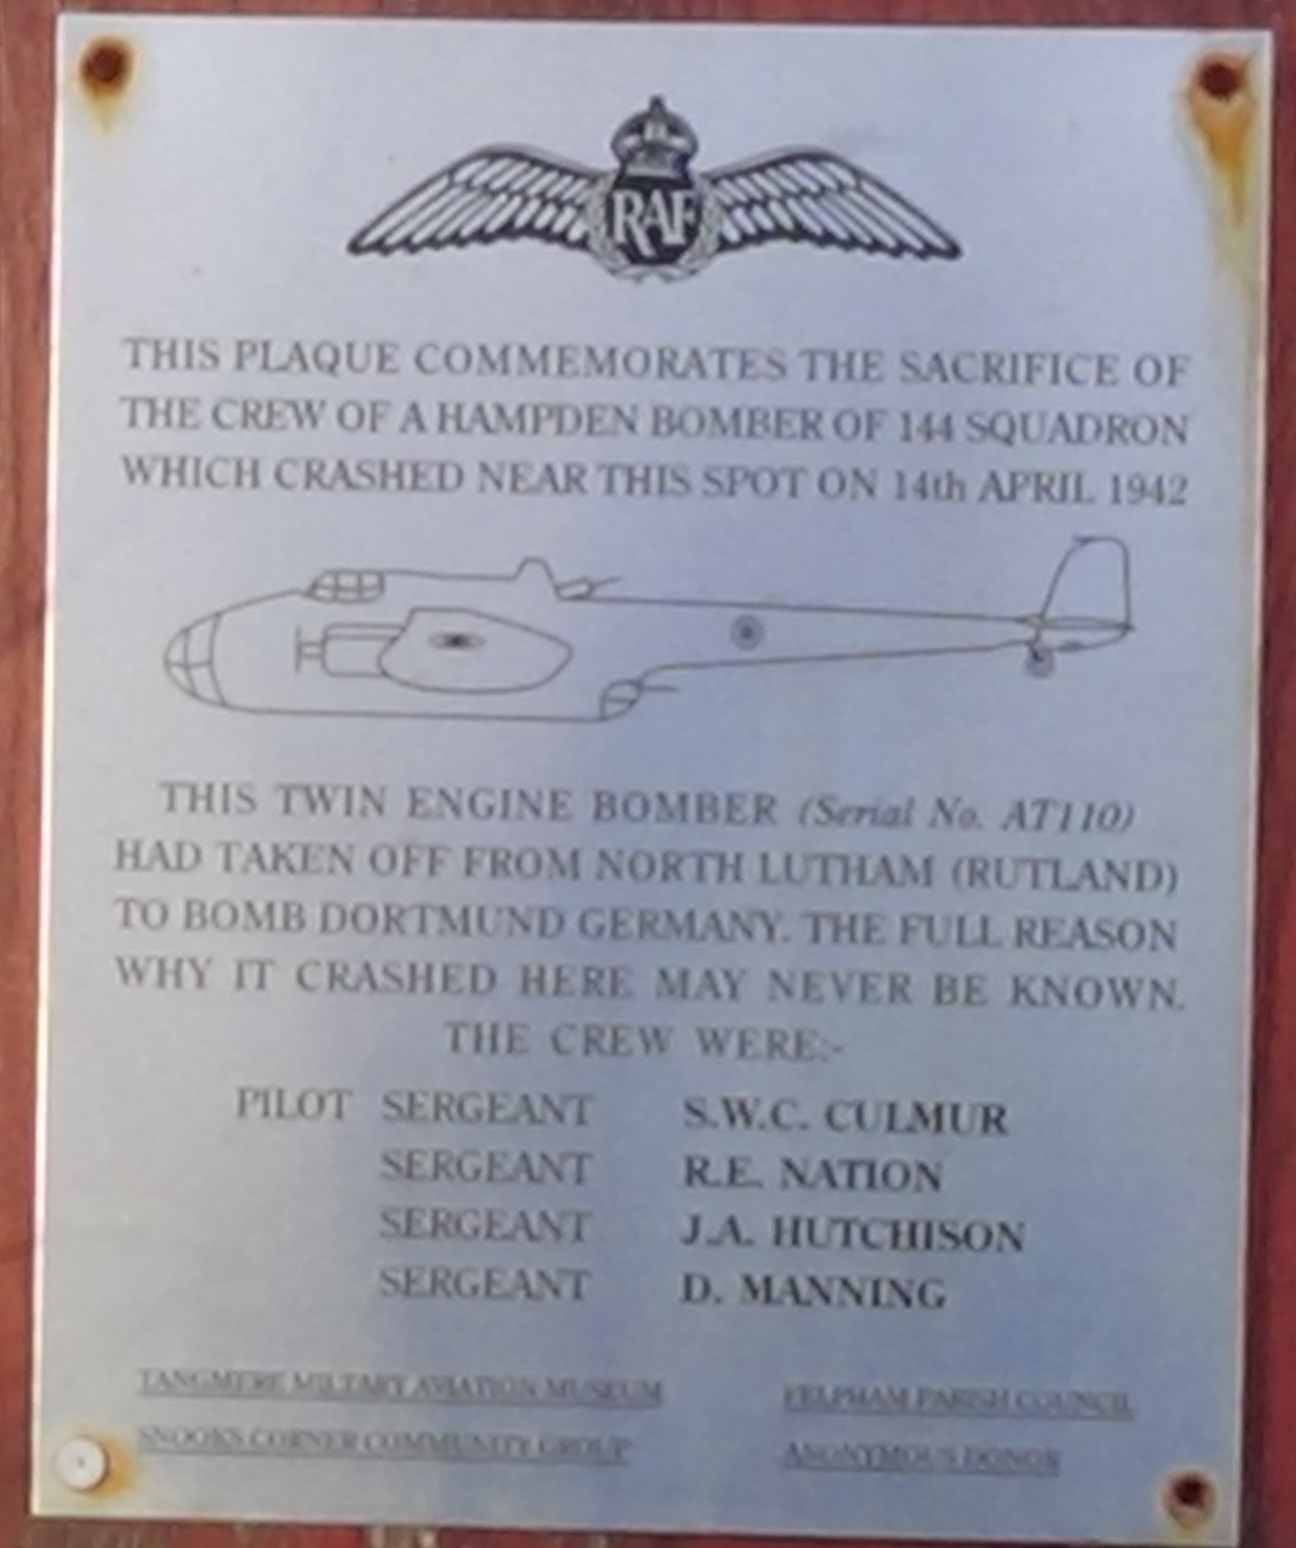 RAF
THIS PLAQUE COMMEMORATES THE SACRIFICE OF
THE CREW OF A HAMPDEN BOMBER OF 144 SQUADRON
WHICH CRASHED NEAR THIS SPOT ON 14th APRIL 1942
THIS TWIN ENGINE BOMBER (Serial No. AT110)
HAD TAKEN OFF FROM NORTH LUTHAM (RUTLAND)
TO BOMB DORTMUND GERMANY. THE FULL REASON
WHY IT CRASHED HERE MAY NEVER BE KNOWN.
THE CREW WERE:-
PILOT SERGEANT S.W.C. CULMUR
SERGEANT R.E. NATION
SERGEANT J.A. HUTCHISON
SERGEANT D. MANNING
TANGMERE MILTARY AVIATION MUSEUM FELPHAM PARISH COUNCIL
SNOOKS CORNER COMMUNITY GROUP ANONYMOUS DONOR